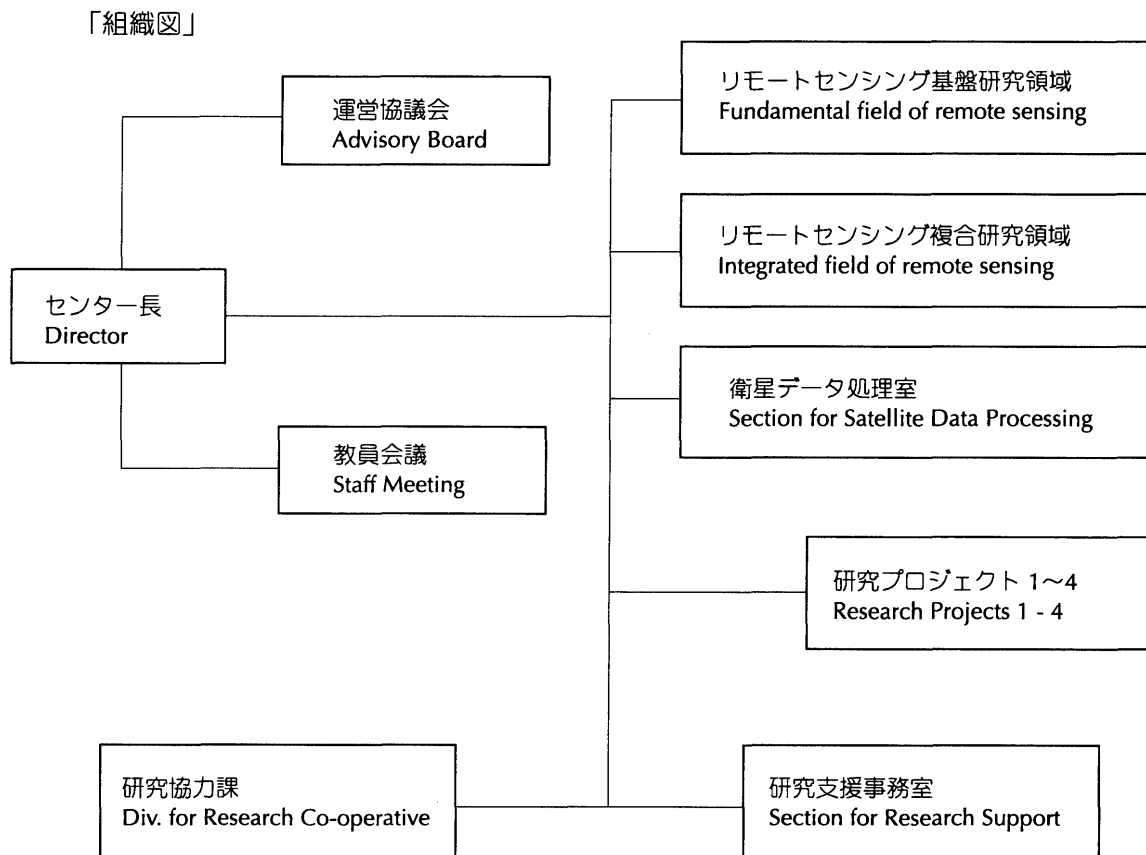 「組織図」
運営協議会
Advisory Board
センター長
Director
教員会議
Staff Meeting
リモートセンシング基盤研究領域
Fundamental field of remote sensing
リモートセンシング複合研究領域
Integrated field of remote sensing
衛星データ処理室
Section for Satellite Data Processing
研究プロジェクト 1〜4
Research Projects 1 - 4
研究協力課
Div. for Research Co-operative
研究支援事務室
Section for Research Support